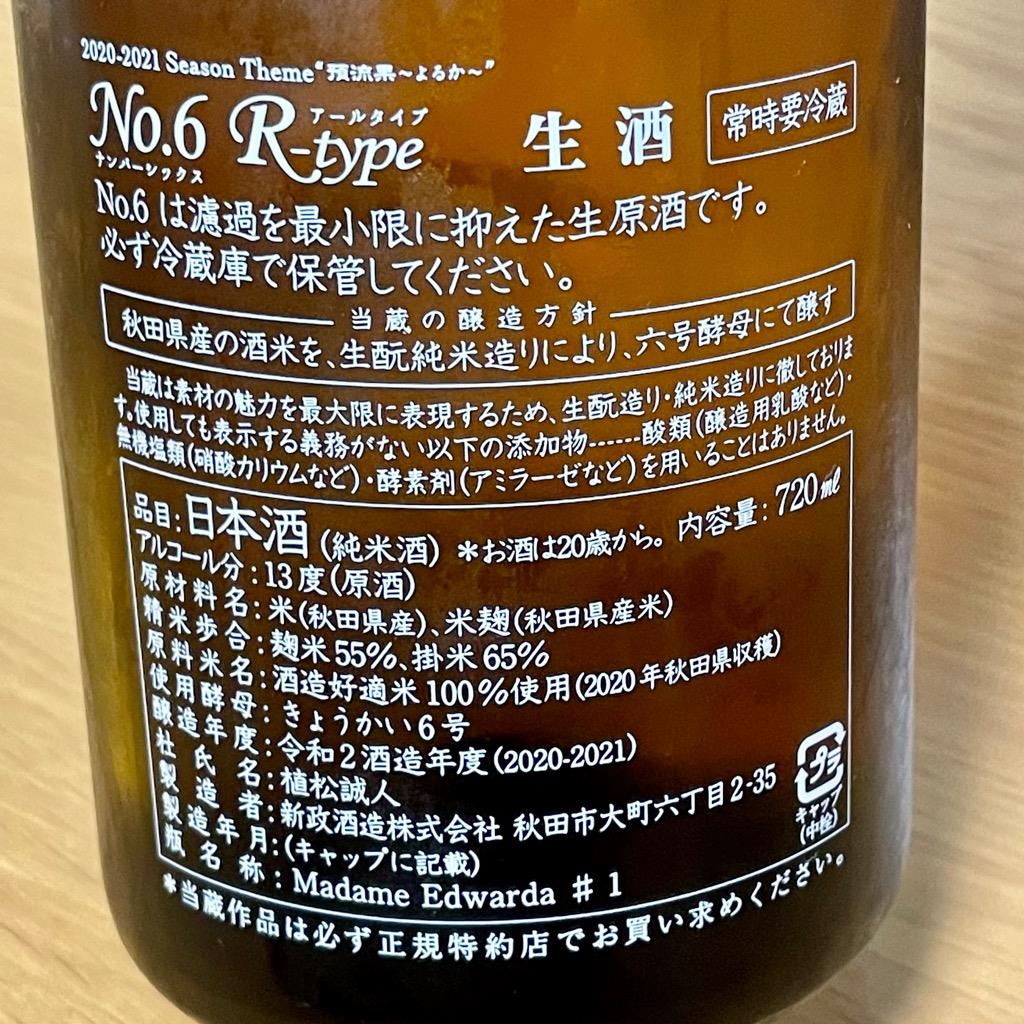 2020-2021 Season Theme "預流果～よるか～"
No.6 R-type 生酒 常時要冷蔵
ナンバーシックス アールタイプ
No.6 は濾過を最小限に抑えた生原酒です。
必ず冷蔵庫で保管してください。
当蔵の醸造方針
秋田県産の酒米を、生酛純米造りにより、六号酵母にて醸す
当蔵は素材の魅力を最大限に表現するため、生酛造り・純米造りに徹しておりま
す。使用しても表示する義務がない以下の添加物------酸類(醸造用乳酸など)・
無機塩類(硝酸カリウムなど)・酵素剤(アミラーゼなど)を用いることはありません。
品目:日本酒(純米酒) *お酒は20歳から。 内容量:720ml
アルコール分:13度(原酒)
原材料名:米(秋田県産)、米麹(秋田県産米)
精米歩合:麹米55%、掛米65%
原料米名:酒造好適米100%使用(2020年秋田県収穫)
使用酵母:きょうかい6号
醸造年度:令和2酒造年度(2020-2021)
杜氏名:植松誠人
製造者:新政酒造株式会社 秋田市大町六丁目2-35
製造年月:(キャップに記載)
瓶名称:Madame Edwarda #1
プラ
キャップ
(中栓)
*当蔵作品は必ず正規特約店でお買い求めください。